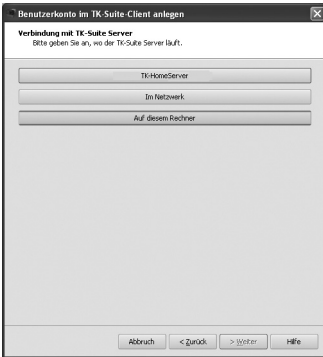 Benutzerkonto im TK-Suite-Client anlegen
Verbindung mit TK-Suite Server
Bitte geben Sie an, wo der TK-Suite Server läuft.
TK-HomeServer
Im Netzwerk
Auf diesem Rechner
Abbruch < Zurück > Weiter Hilfe